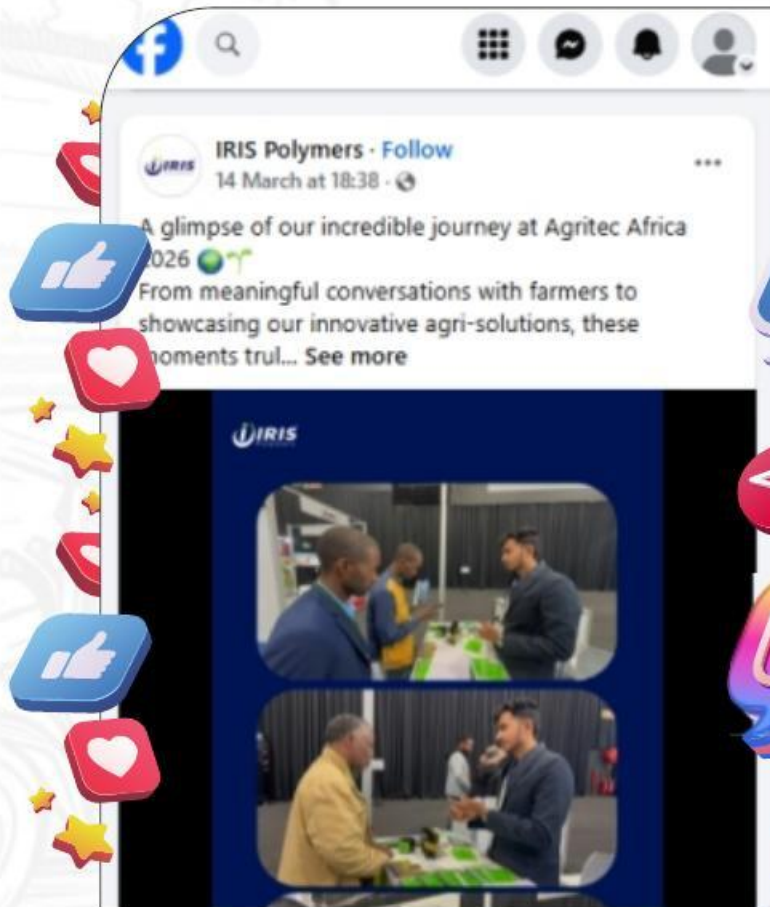 IRIS
IRIS Polymers · Follow
14 March at 18:38 ·
A glimpse of our incredible journey at Agritec Africa
2026 🌍🌱
From meaningful conversations with farmers to
showcasing our innovative agri-solutions, these
moments trul... See more
IRIS